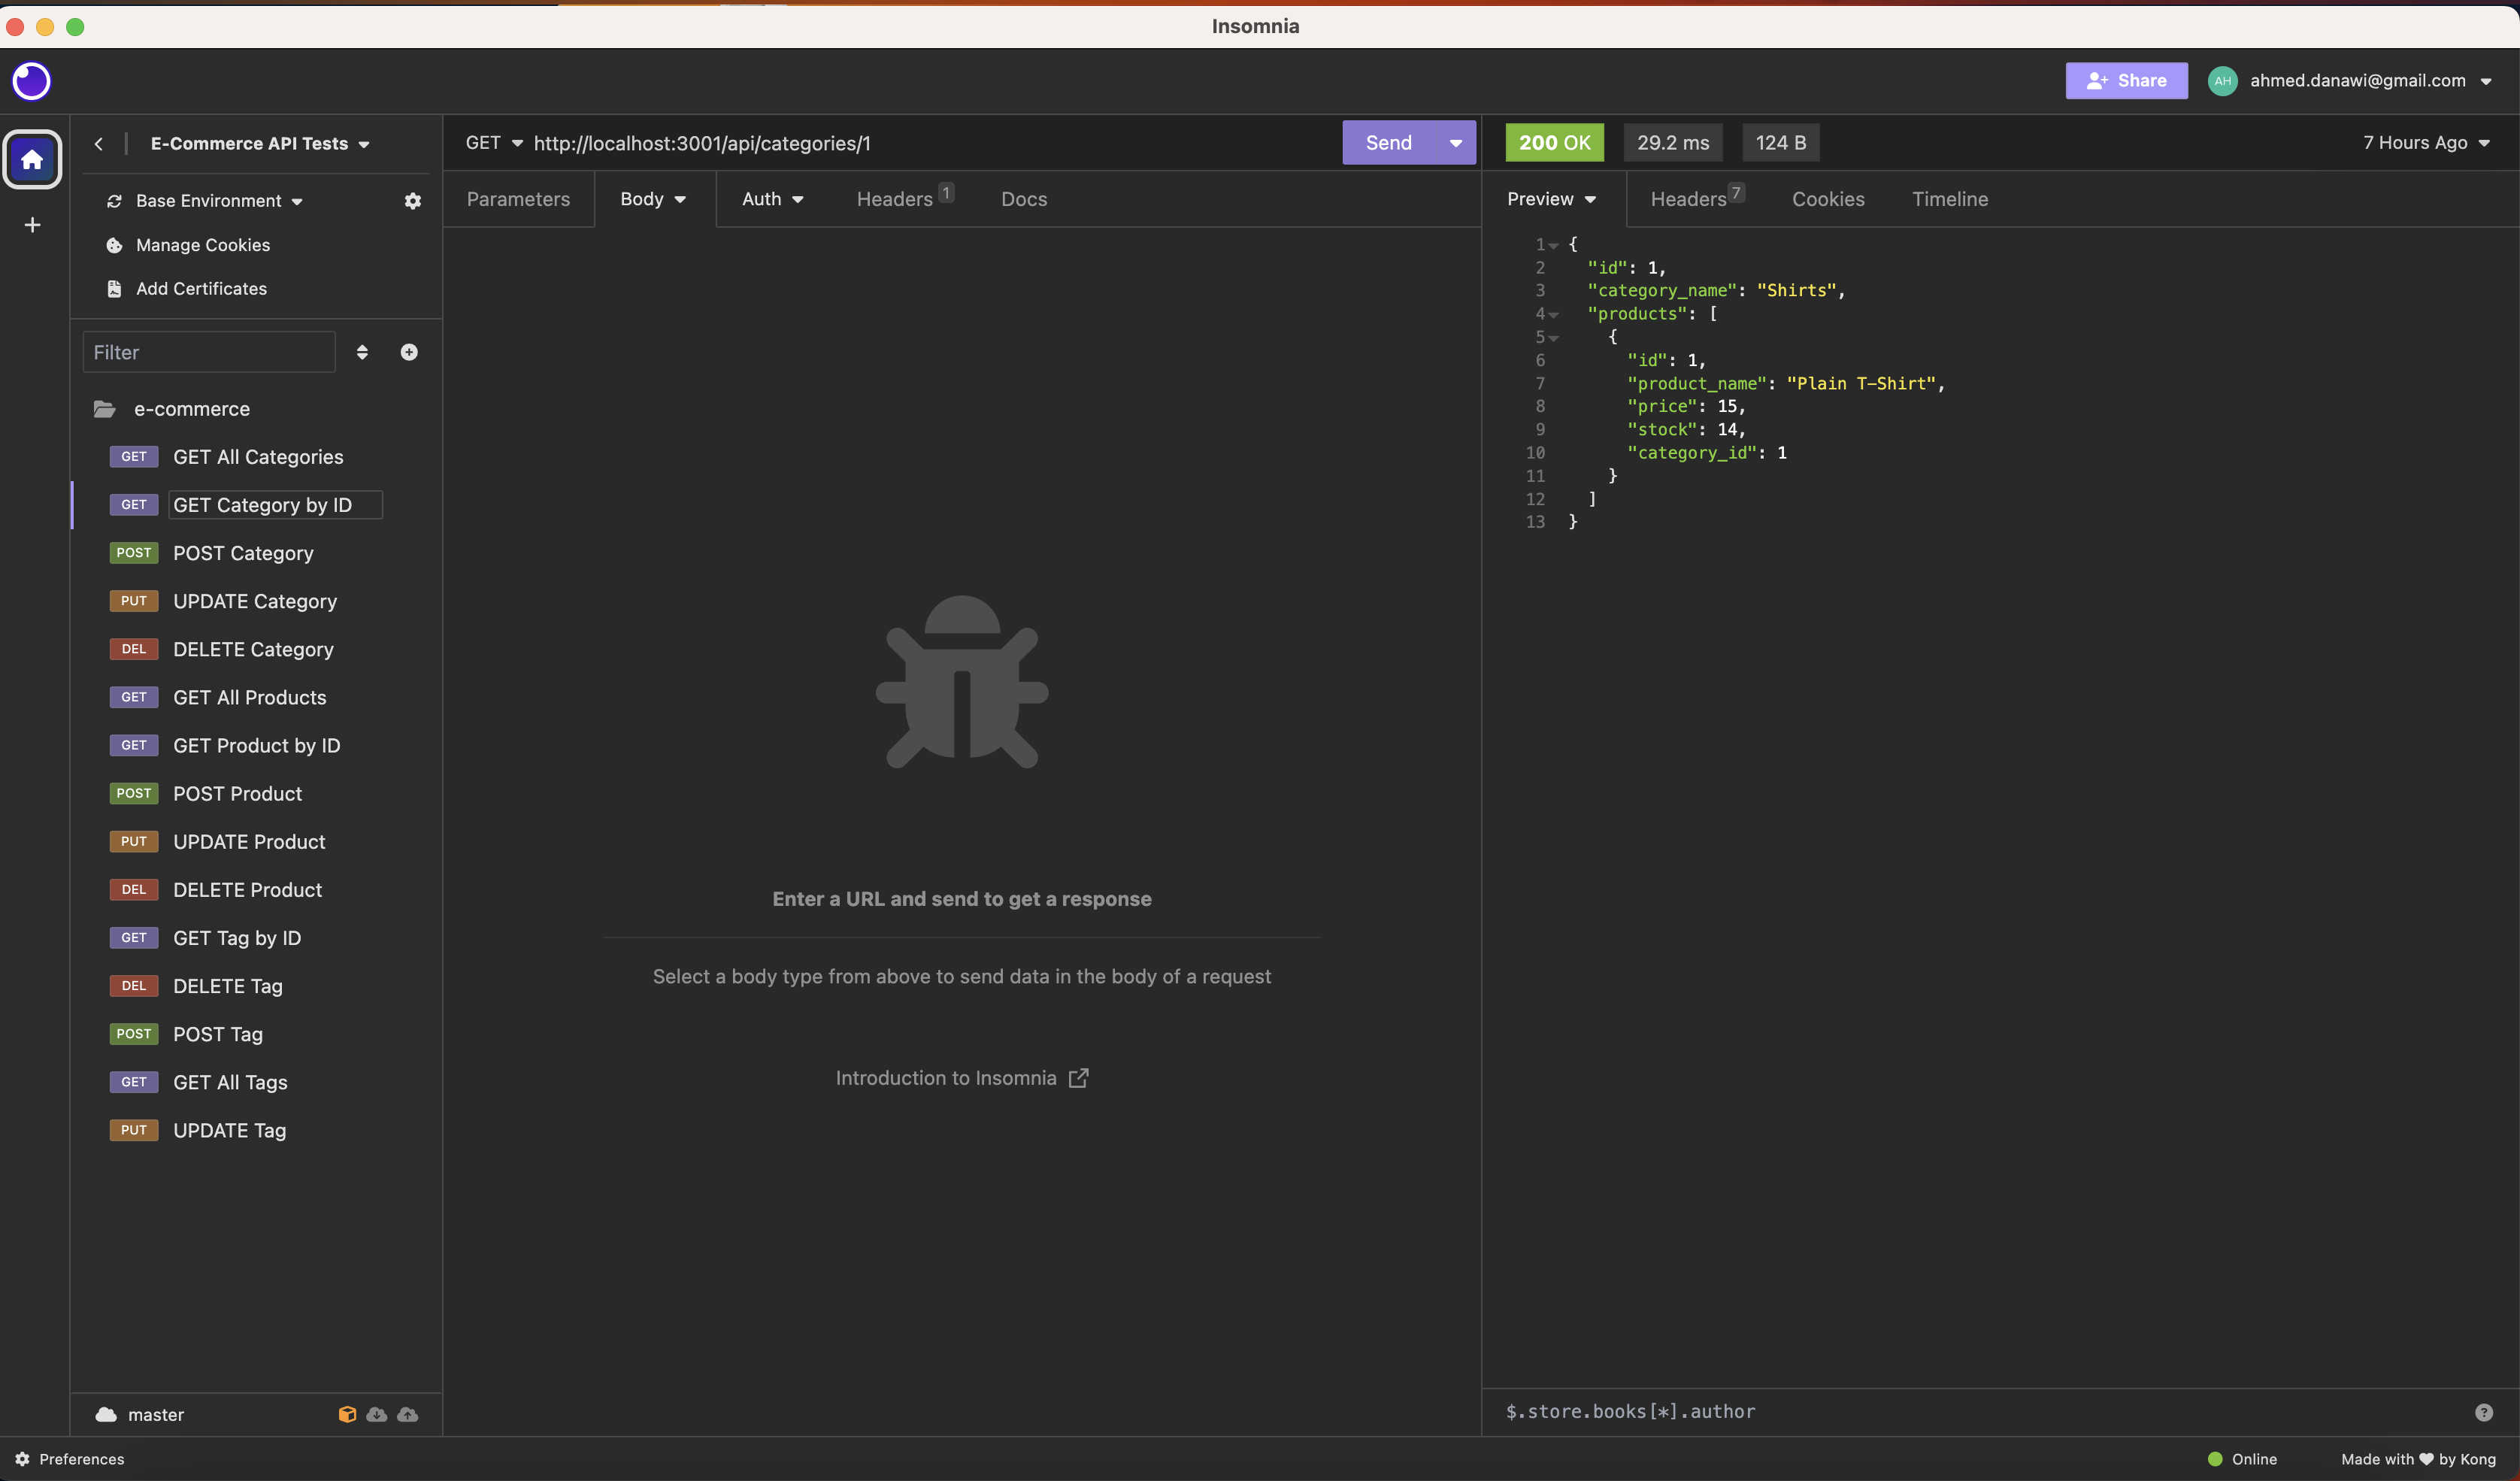 Insomnia
Share
AH
ahmed.danawi@gmail.com
E-Commerce API Tests
Base Environment
Manage Cookies
Add Certificates
Filter
e-commerce
GET GET All Categories
GET GET Category by ID
POST POST Category
PUT UPDATE Category
DEL DELETE Category
GET GET All Products
GET GET Product by ID
POST POST Product
PUT UPDATE Product
DEL DELETE Product
GET GET Tag by ID
DEL DELETE Tag
POST POST Tag
GET GET All Tags
PUT UPDATE Tag
master
GET http://localhost:3001/api/categories/1 Send
Parameters Body Auth Headers 1 Docs
Enter a URL and send to get a response
Select a body type from above to send data in the body of a request
Introduction to Insomnia
200 OK 29.2 ms 124 B 7 Hours Ago
Preview Headers 7 Cookies Timeline
1 {
2 "id": 1,
3 "category_name": "Shirts",
4 "products": [
5 {
6 "id": 1,
7 "product_name": "Plain T-Shirt",
8 "price": 15,
9 "stock": 14,
10 "category_id": 1
11 }
12 ]
13 }
$.store.books[*].author ?
Preferences
Online
Made with ♥ by Kong